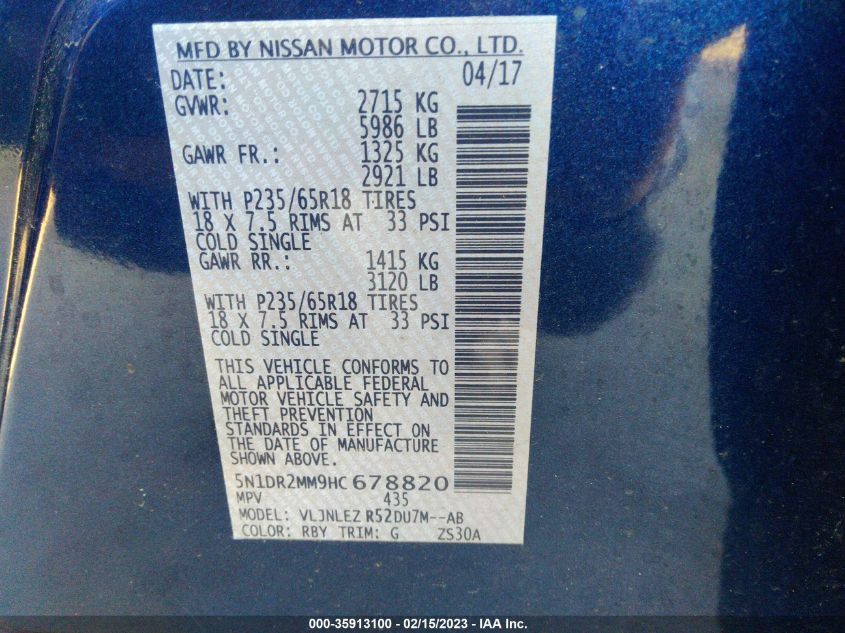 MFD BY NISSAN MOTOR CO., LTD.
DATE: 04/17
GVWR: 2715 KG
5986 LB
GAWR FR.: 1325 KG
2921 LB
WITH P235/65R18 TIRES
18 X 7.5 RIMS AT 33 PSI
COLD SINGLE
GAWR RR.: 1415 KG
3120 LB
WITH P235/65R18 TIRES
18 X 7.5 RIMS AT 33 PSI
COLD SINGLE
THIS VEHICLE CONFORMS TO
ALL APPLICABLE FEDERAL
MOTOR VEHICLE SAFETY AND
THEFT PREVENTION
STANDARDS IN EFFECT ON
THE DATE OF MANUFACTURE
SHOWN ABOVE.
5N1DR2MM9HC678820
MPV 435
MODEL: VLJNLEZ R52DU7M--AB
COLOR: RBY TRIM: G ZS30A
000-35913100 - 02/15/2023 - IAA Inc.